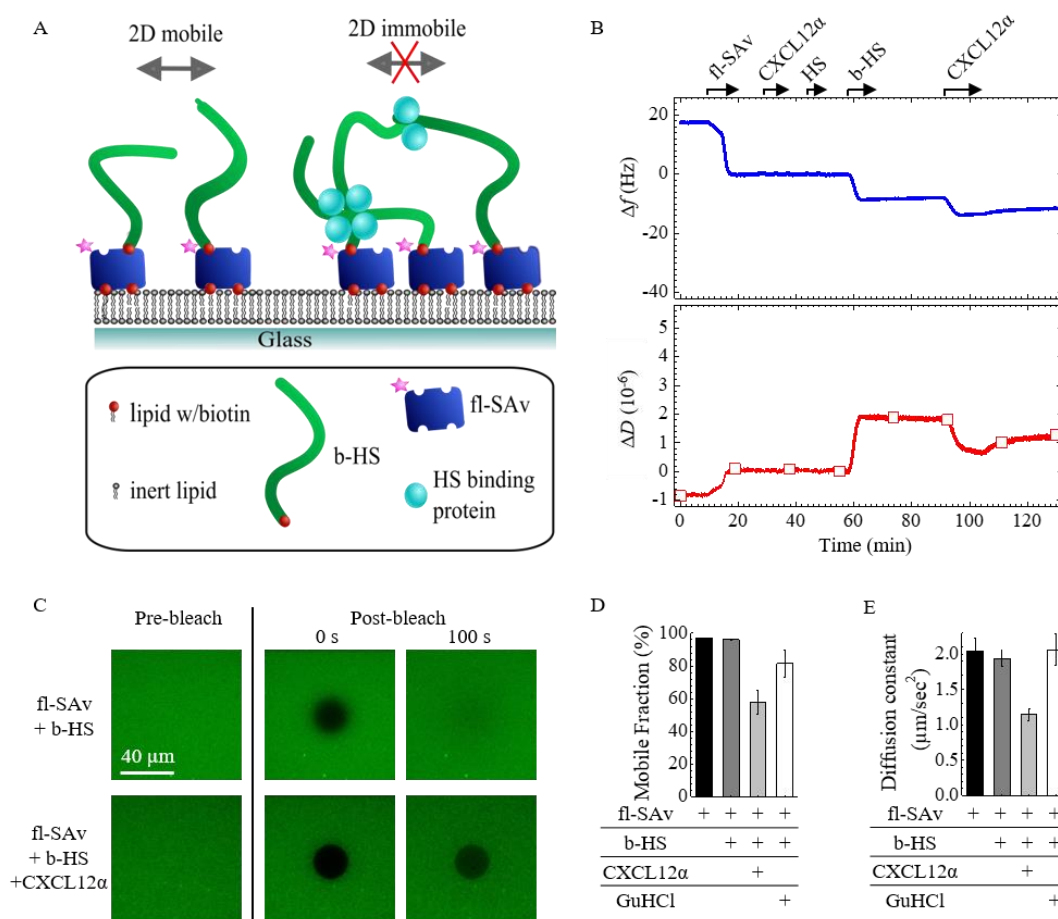 A
2D mobile
2D immobile
Glass
lipid w/biotin
inert lipid
b-HS
fl-SAv
HS binding
protein
B
fl-SAv
CXCL12α
HS
b-HS
CXCL12α
20
0
-20
-40
Δf (Hz)
5
4
3
2
1
0
-1
ΔD (10⁻⁶)
0 20 40 60 80 100 120
Time (min)
C
Pre-bleach
Post-bleach
0 s
100 s
fl-SAv
+ b-HS
40 µm
fl-SAv
+ b-HS
+CXCL12α
D
Mobile Fraction (%)
100
80
60
40
20
0
fl-SAv + + + +
b-HS + + +
CXCL12α +
GuHCl +
E
Diffusion constant
(µm/sec²)
2.0
1.5
1.0
0.5
0.0
fl-SAv + + + +
b-HS + + +
CXCL12α +
GuHCl +